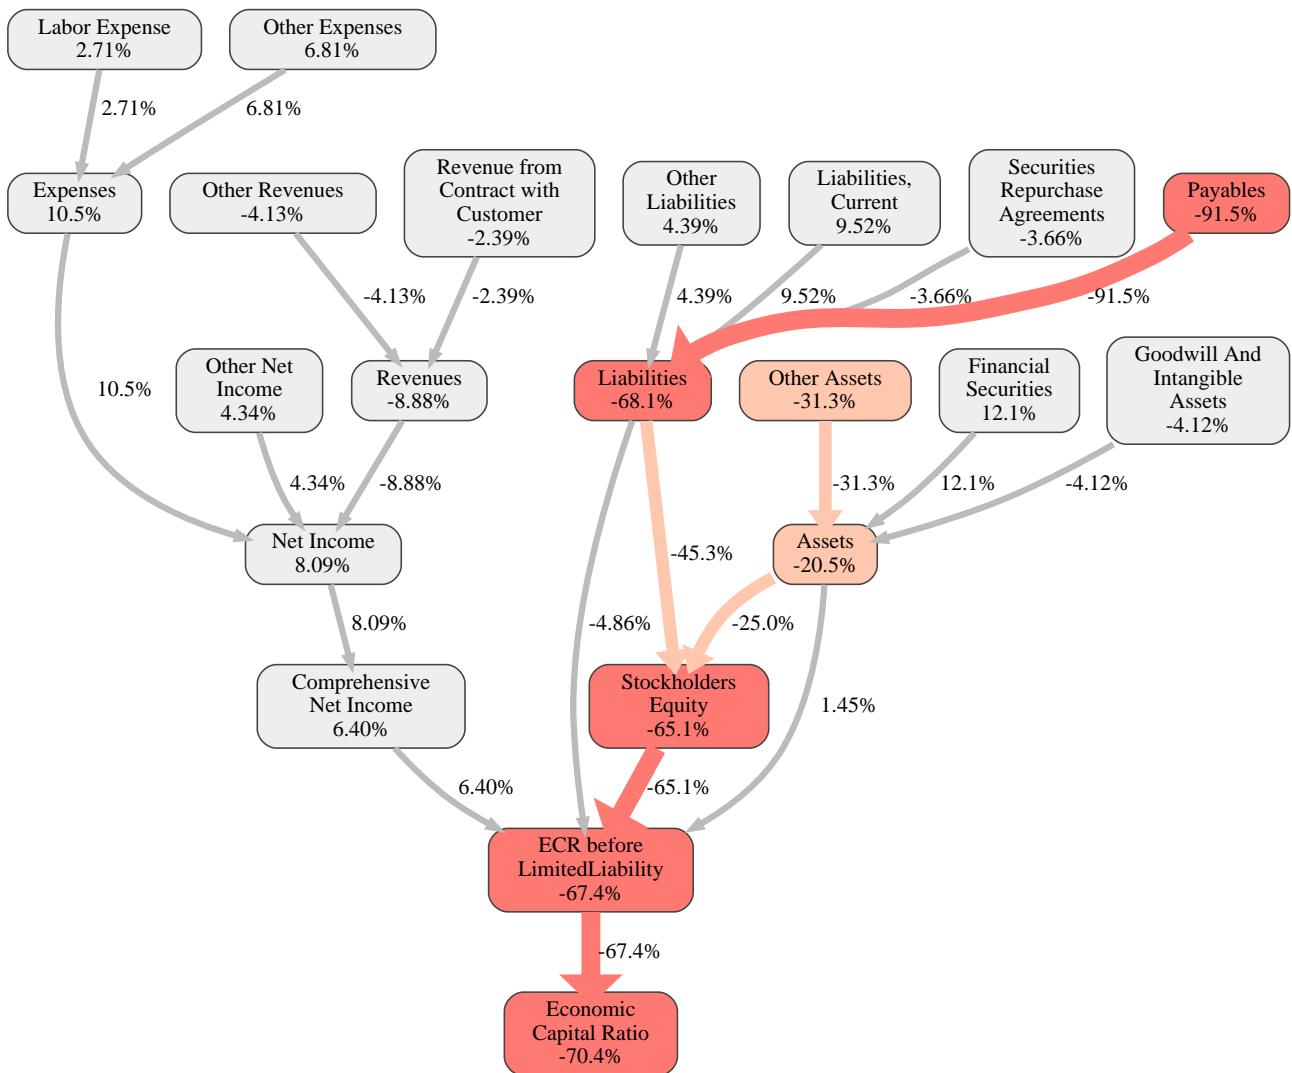 Labor Expense
2.71%
Other Expenses
6.81%
2.71%
6.81%
Expenses
10.5%
Other Revenues
-4.13%
Revenue from
Contract with
Customer
-2.39%
Other
Liabilities
4.39%
Liabilities,
Current
9.52%
Securities
Repurchase
Agreements
-3.66%
Payables
-91.5%
-4.13%
-2.39%
4.39%
9.52%
-3.66%
-91.5%
10.5%
Other Net
Income
4.34%
Revenues
-8.88%
Liabilities
-68.1%
Other Assets
-31.3%
Financial
Securities
12.1%
Goodwill And
Intangible
Assets
-4.12%
4.34%
-8.88%
-31.3%
12.1%
-4.12%
Net Income
8.09%
-45.3%
Assets
-20.5%
8.09%
-4.86%
-25.0%
Comprehensive
Net Income
6.40%
Stockholders
Equity
-65.1%
1.45%
6.40%
-65.1%
ECR before
LimitedLiability
-67.4%
-67.4%
Economic
Capital Ratio
-70.4%